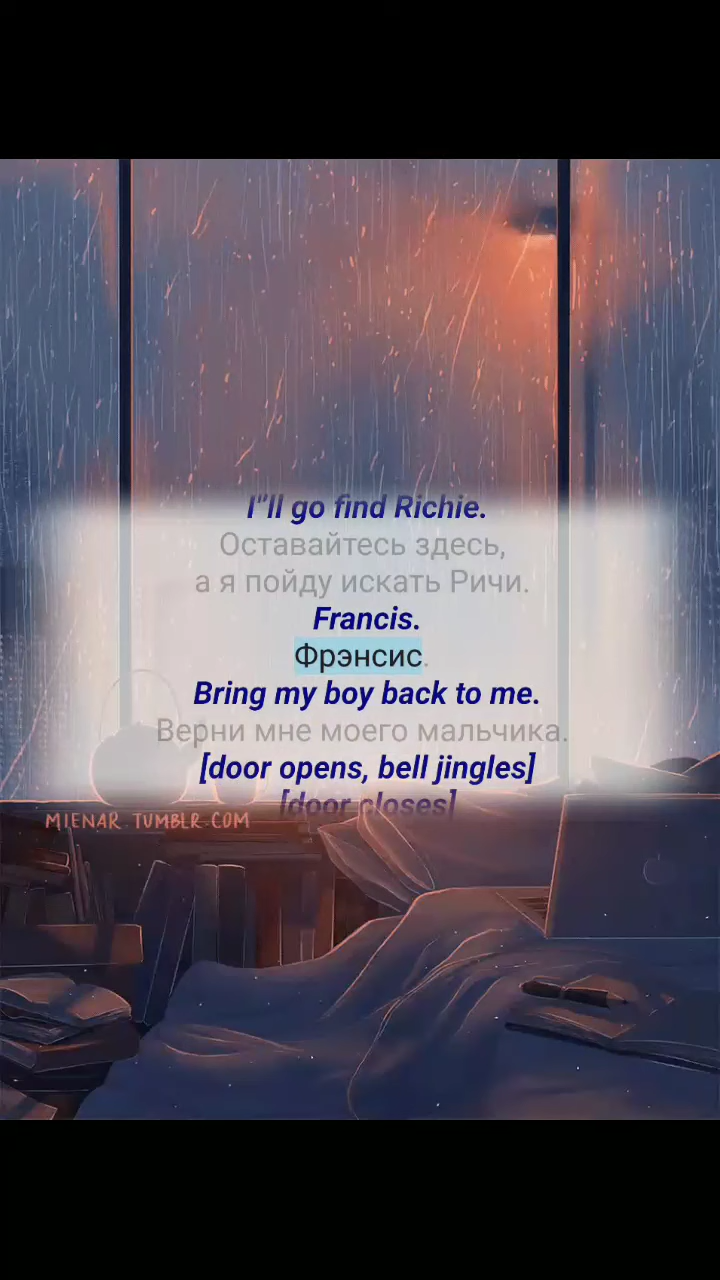 I''ll go find Richie.
Оставайтесь здесь,
а я пойду искать Ричи.
Francis.
Фрэнсис.
Bring my boy back to me.
Верни мне моего мальчика.
[door opens, bell jingles]
[door closes]
MIENAR.TUMBLR.COM